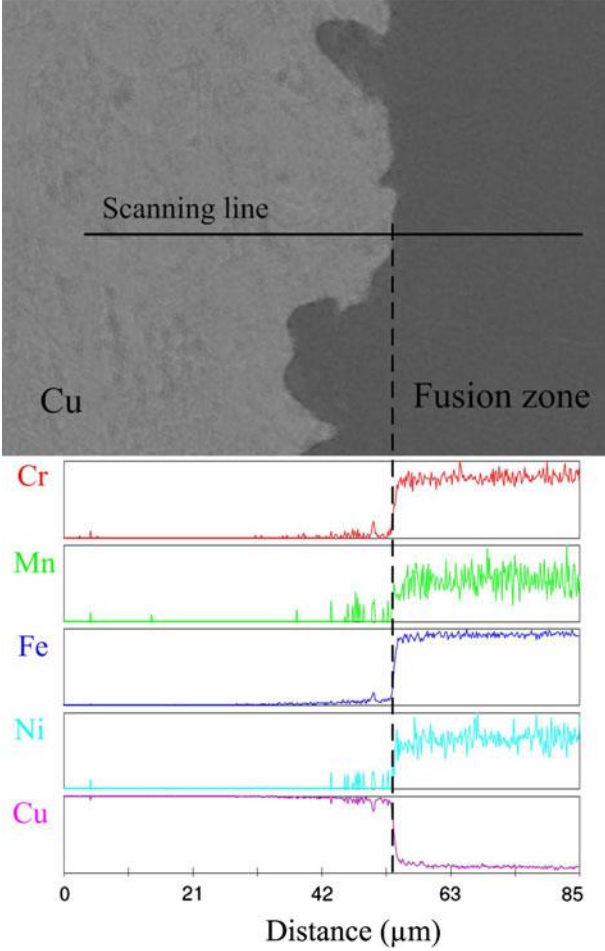 Scanning line
Cu
Fusion zone
Cr
Mn
Fe
Ni
Cu
0 21 42 63 85
Distance (μm)